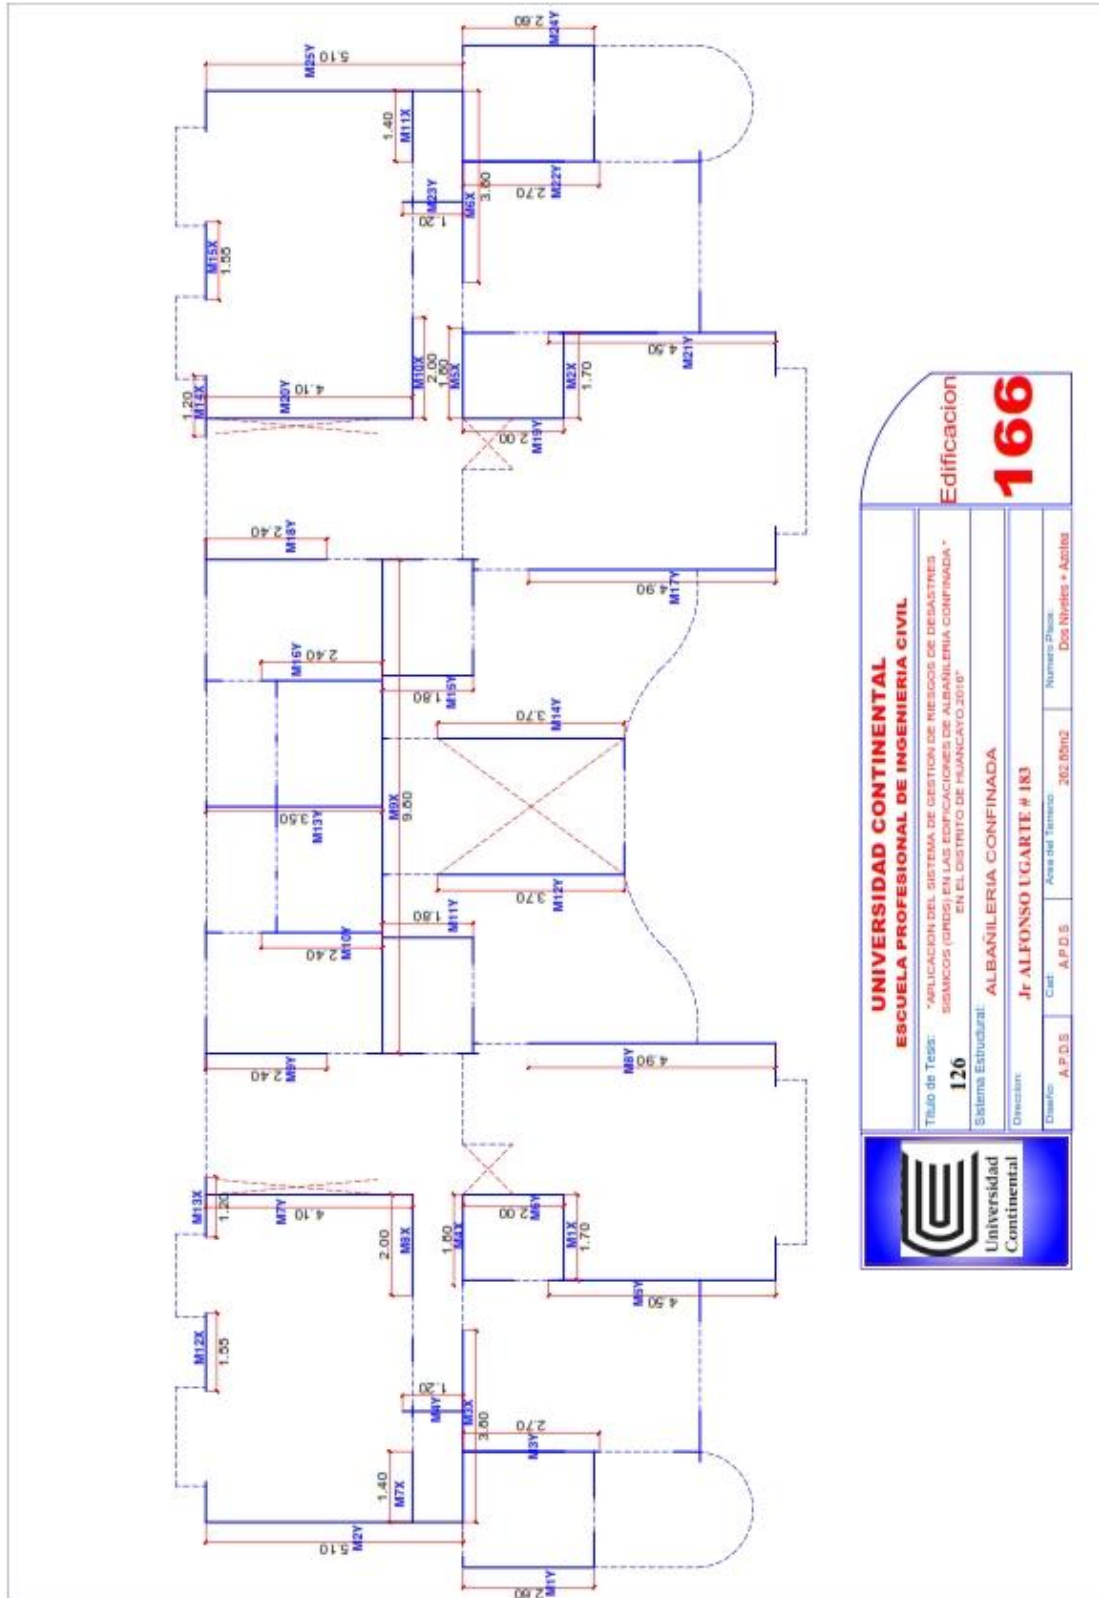 5.10
M25Y
2.60
M24Y
1.40
M11X
M23Y
1.20
M6X
3.60
2.70
M22Y
M15X
1.55
M10X
2.00
1.60
M5X
M2X
1.70
4.50
M21Y
1.20
M14X
M20Y
4.10
2.00
M19Y
2.40
M18Y
4.90
M17Y
M16Y
2.40
1.80
M15Y
3.70
M14Y
M9X
9.60
3.50
M13Y
3.70
M12Y
1.80
M11Y
2.40
M10Y
2.40
M9Y
M8Y
4.90
M13X
1.20
M7Y
4.10
2.00
M8X
1.60
M4X
2.00
M6Y
M1X
1.70
M5Y
4.50
M12X
1.55
1.20
M4Y
M3X
3.60
2.70
M3Y
1.40
M7X
M2Y
5.10
2.60
M1Y
UNIVERSIDAD CONTINENTAL
ESCUELA PROFESIONAL DE INGENIERIA CIVIL
Título de Tesis: "APLICACION DEL SISTEMA DE GESTION DE RIESGOS DE DESASTRES
SISMICOS (GRDS) EN LAS EDIFICACIONES DE ALBAÑILERIA CONFINADA"
EN EL DISTRITO DE HUANCAYO 2016"
126
Sistema Estructural: ALBAÑILERIA CONFINADA
Direccion: Jr ALFONSO UGARTE # 183
Diseño: A.P.D.S Cad: A.P.D.S Area del Terreno: 262.65m2 Numero Pisos: Dos Niveles + Azotea
Edificacion
166
Universidad
Continental